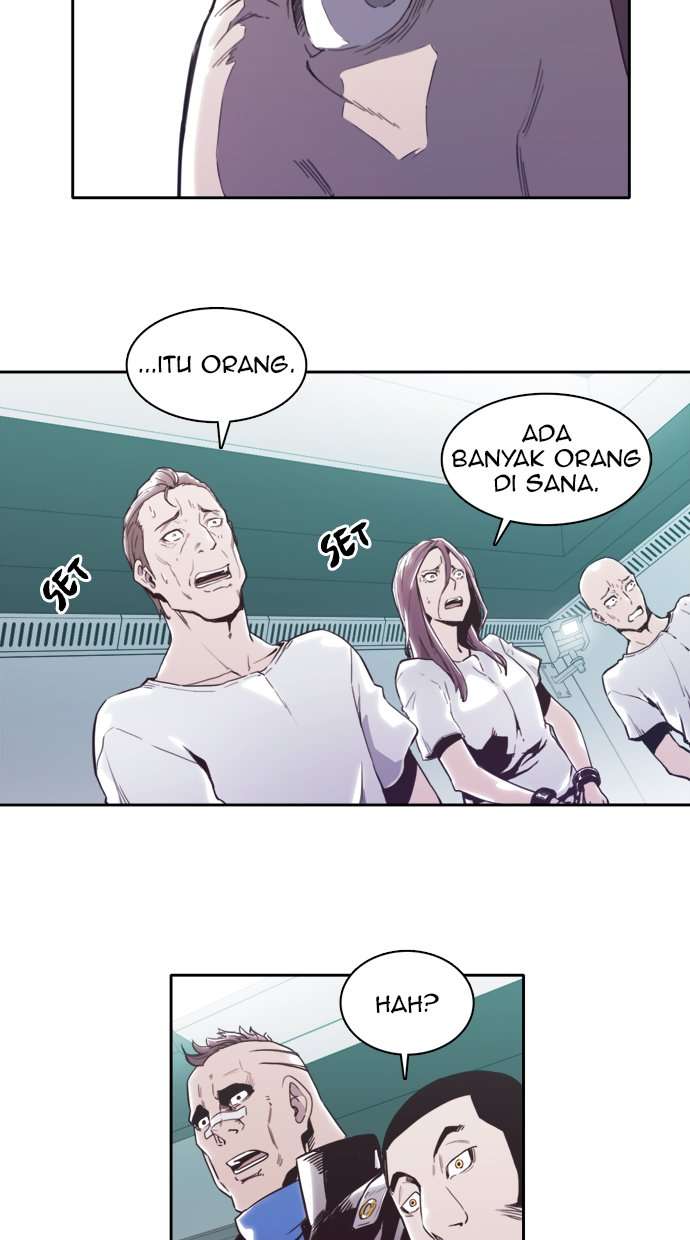 ...ITU ORANG.
ADA
BANYAK ORANG
DI SANA.
SET
SET
HAH?